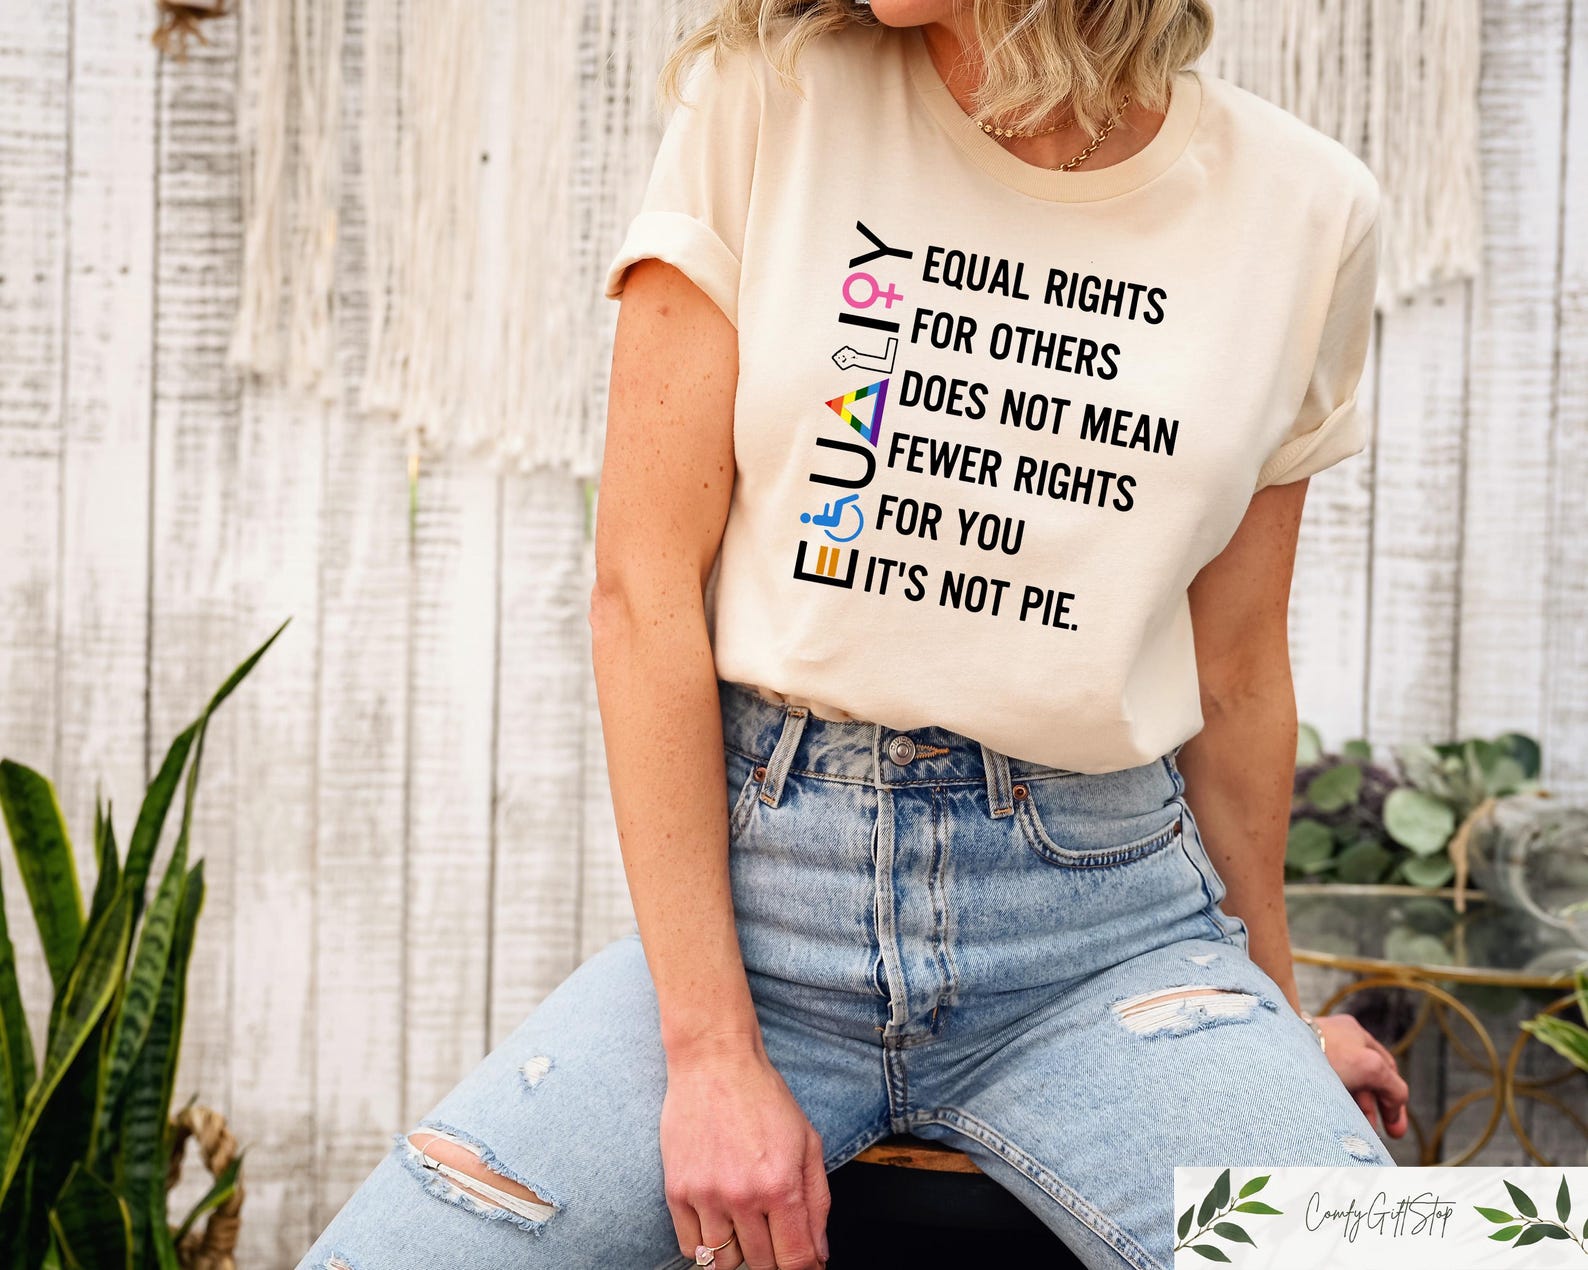 EQUALITY
EQUAL RIGHTS
FOR OTHERS
DOES NOT MEAN
FEWER RIGHTS
FOR YOU
IT'S NOT PIE.
ComfyGiftStop